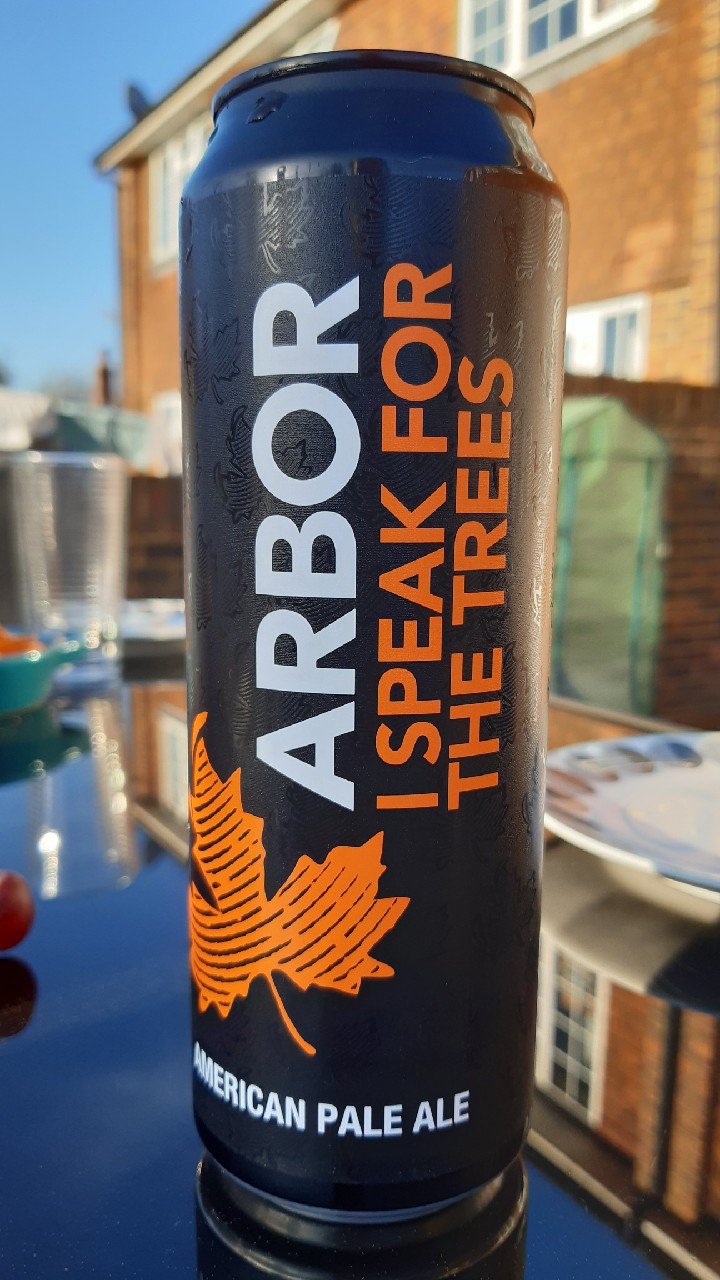 ARBOR
I SPEAK FOR
THE TREES
AMERICAN PALE ALE